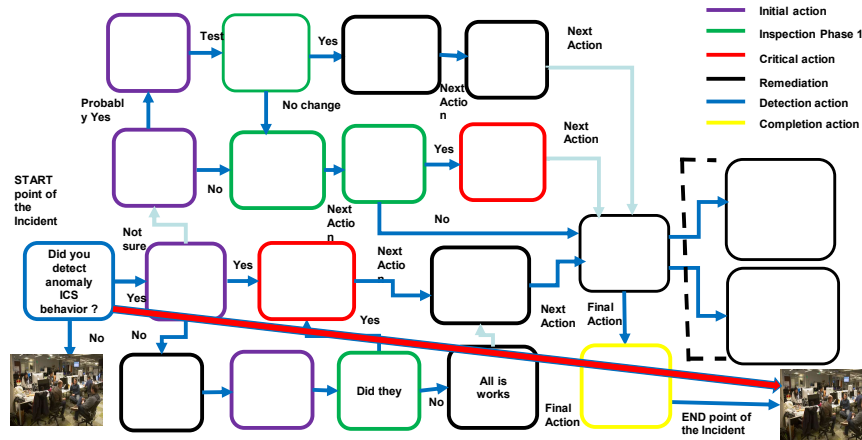 Initial action
Inspection Phase 1
Critical action
Remediation
Detection action
Completion action
Test
Yes
Next
Action
Probabl
y Yes
No change
Next
Actio
n
Next
Action
Yes
START
point of
the
Incident
No
Next
Actio
n
No
Not
sure
Did you
detect
anomaly
ICS
behavior ?
Yes
Yes
Next
Actio
n
Next
Action
Final
Action
No
No
Yes
Did they
No
All is
works
Final
Action
END point of
the Incident